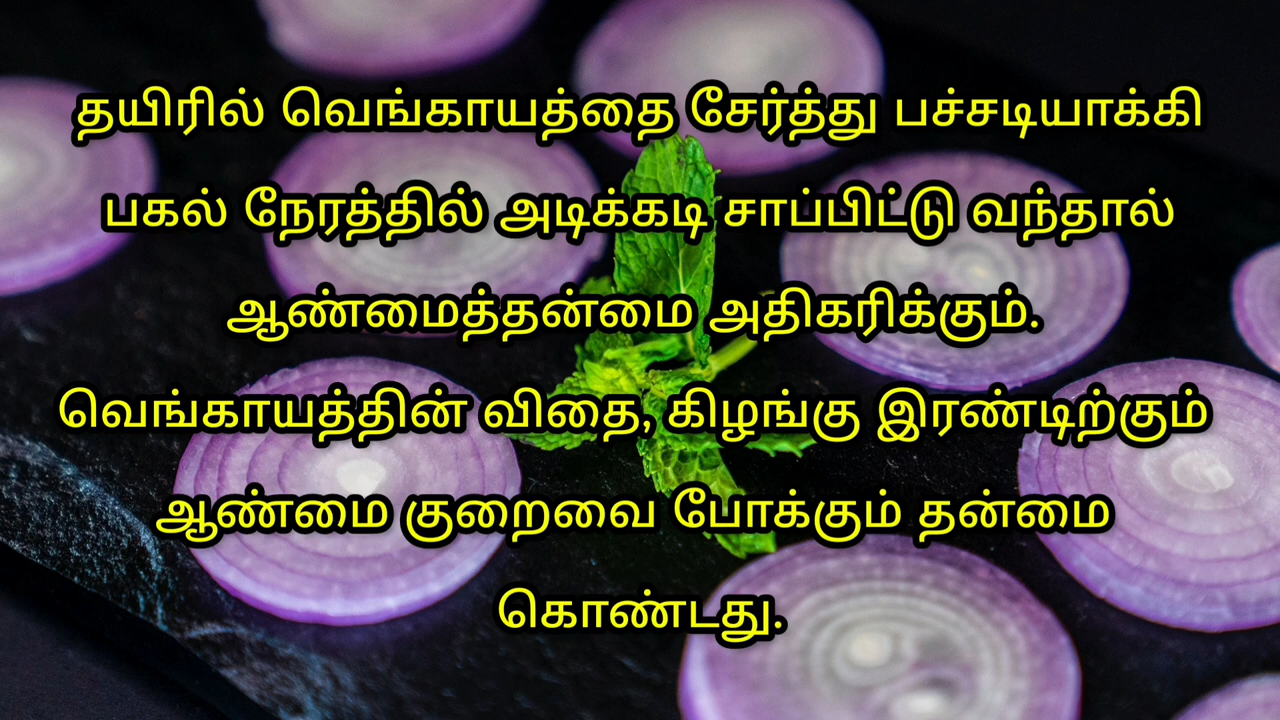 தயிரில் வெங்காயத்தை சேர்த்து பச்சடியாக்கி
பகல் நேரத்தில் அடிக்கடி சாப்பிட்டு வந்தால்
ஆண்மைத்தன்மை அதிகரிக்கும்.
வெங்காயத்தின் விதை, கிழங்கு இரண்டிற்கும்
ஆண்மை குறைவை போக்கும் தன்மை
கொண்டது.